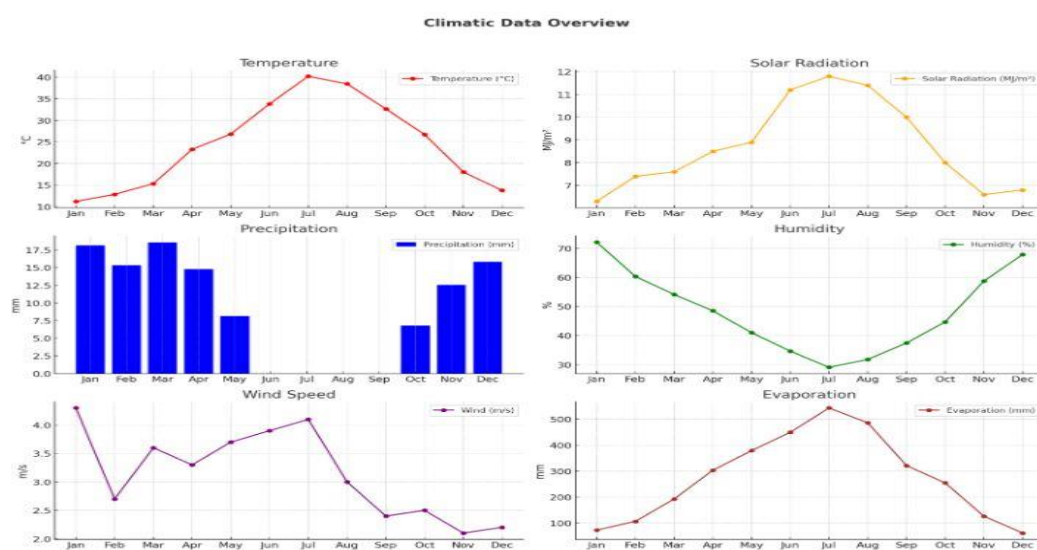 Climatic Data Overview
Temperature
Temperature (°C)
°C
40
35
30
25
20
15
10
Jan Feb Mar Apr May Jun Jul Aug Sep Oct Nov Dec
Solar Radiation
Solar Radiation (MJ/m²)
MJ/m²
12
11
10
9
8
7
Jan Feb Mar Apr May Jun Jul Aug Sep Oct Nov Dec
Precipitation
Precipitation (mm)
mm
17.5
15.0
12.5
10.0
7.5
5.0
2.5
0.0
Jan Feb Mar Apr May Jun Jul Aug Sep Oct Nov Dec
Humidity
Humidity (%)
%
70
60
50
40
30
Jan Feb Mar Apr May Jun Jul Aug Sep Oct Nov Dec
Wind Speed
Wind (m/s)
m/s
4.0
3.5
3.0
2.5
2.0
Jan Feb Mar Apr May Jun Jul Aug Sep Oct Nov Dec
Evaporation
Evaporation (mm)
mm
500
400
300
200
100
Jan Feb Mar Apr May Jun Jul Aug Sep Oct Nov Dec